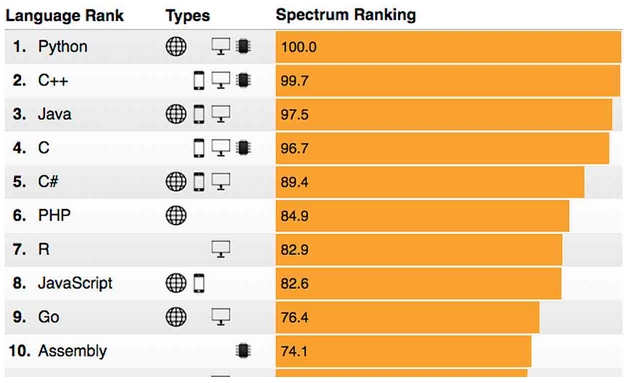 Language Rank Types Spectrum Ranking
1. Python 100.0
2. C++ 99.7
3. Java 97.5
4. C 96.7
5. C# 89.4
6. PHP 84.9
7. R 82.9
8. JavaScript 82.6
9. Go 76.4
10. Assembly 74.1